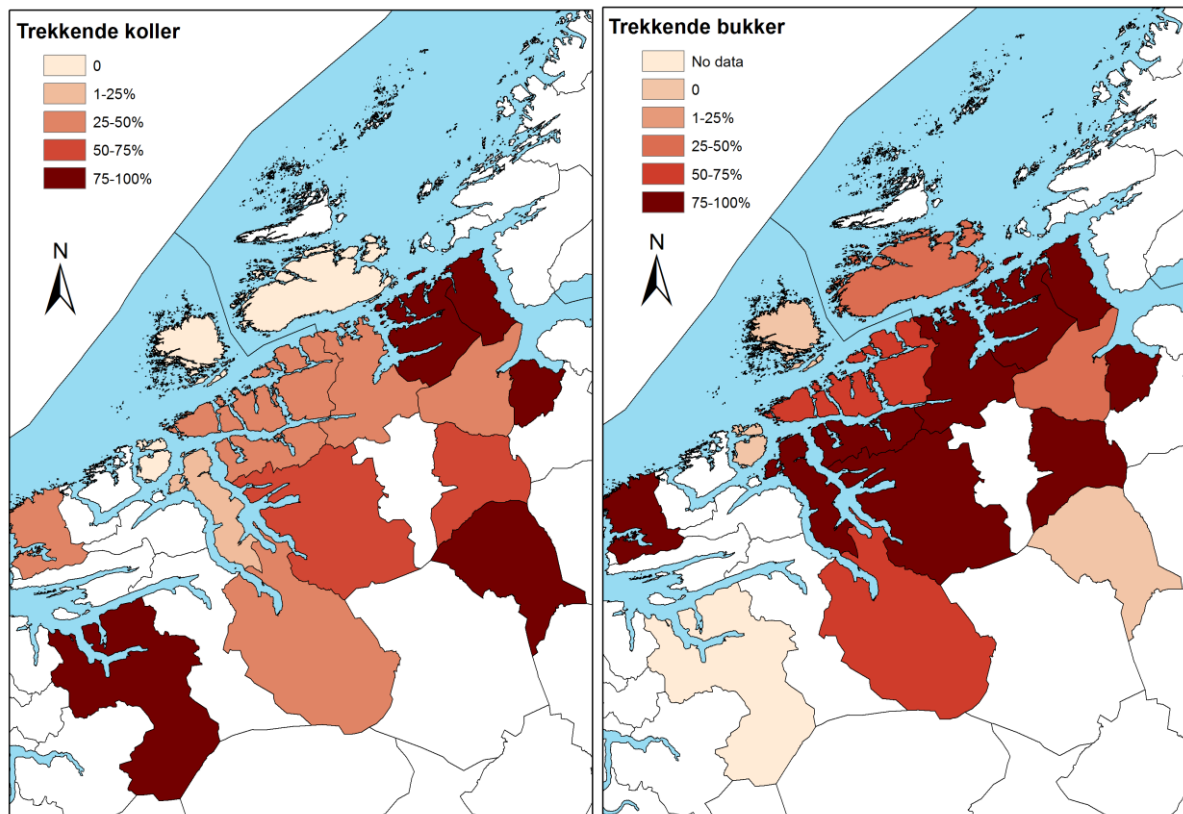 Trekkende koller
0
1-25%
25-50%
50-75%
75-100%
N
Trekkende bukker
No data
0
1-25%
25-50%
50-75%
75-100%
N